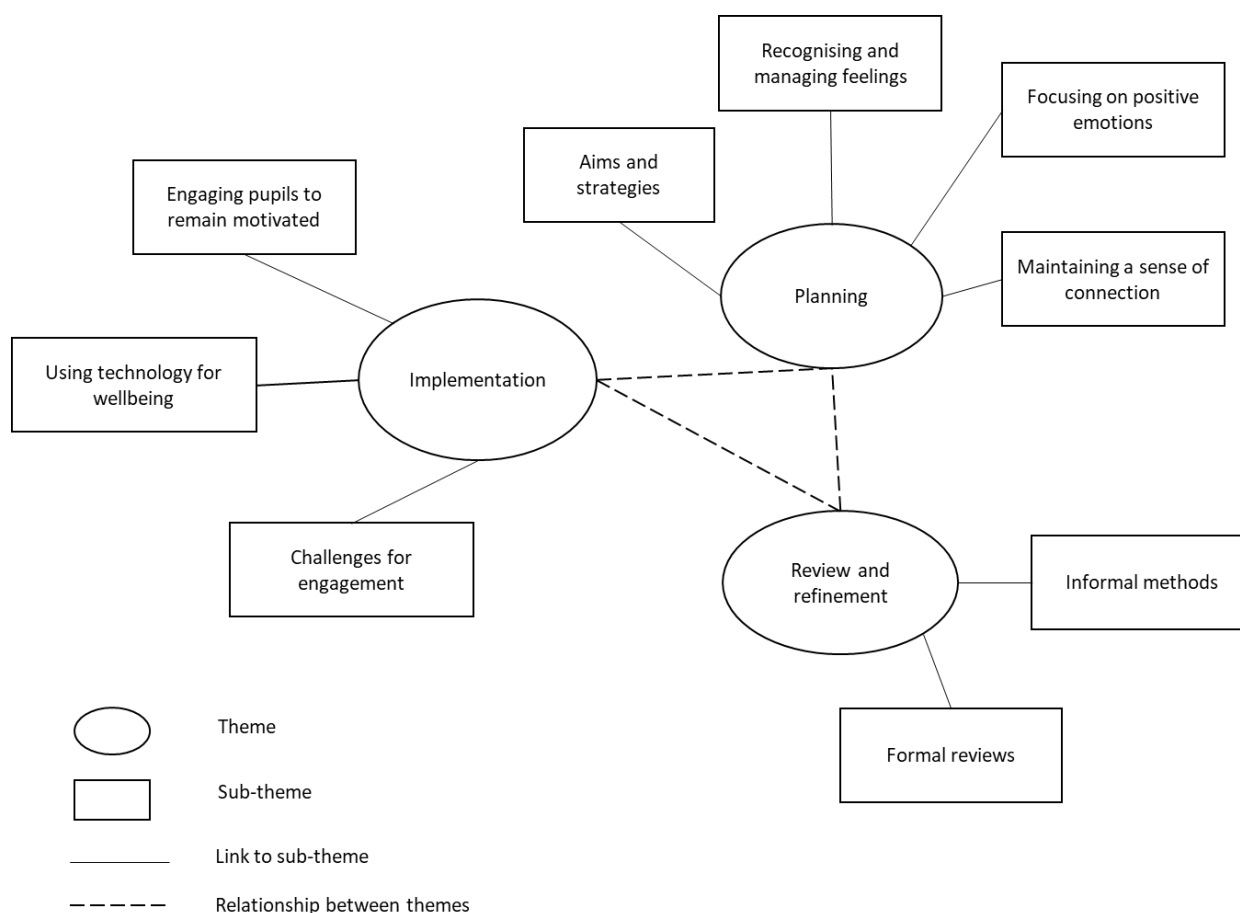 Recognising and
managing feelings
Focusing on positive
emotions
Aims and
strategies
Engaging pupils to
remain motivated
Maintaining a sense of
connection
Planning
Using technology for
wellbeing
Implementation
Challenges for
engagement
Review and
refinement
Informal methods
Formal reviews
Theme
Sub-theme
Link to sub-theme
Relationship between themes